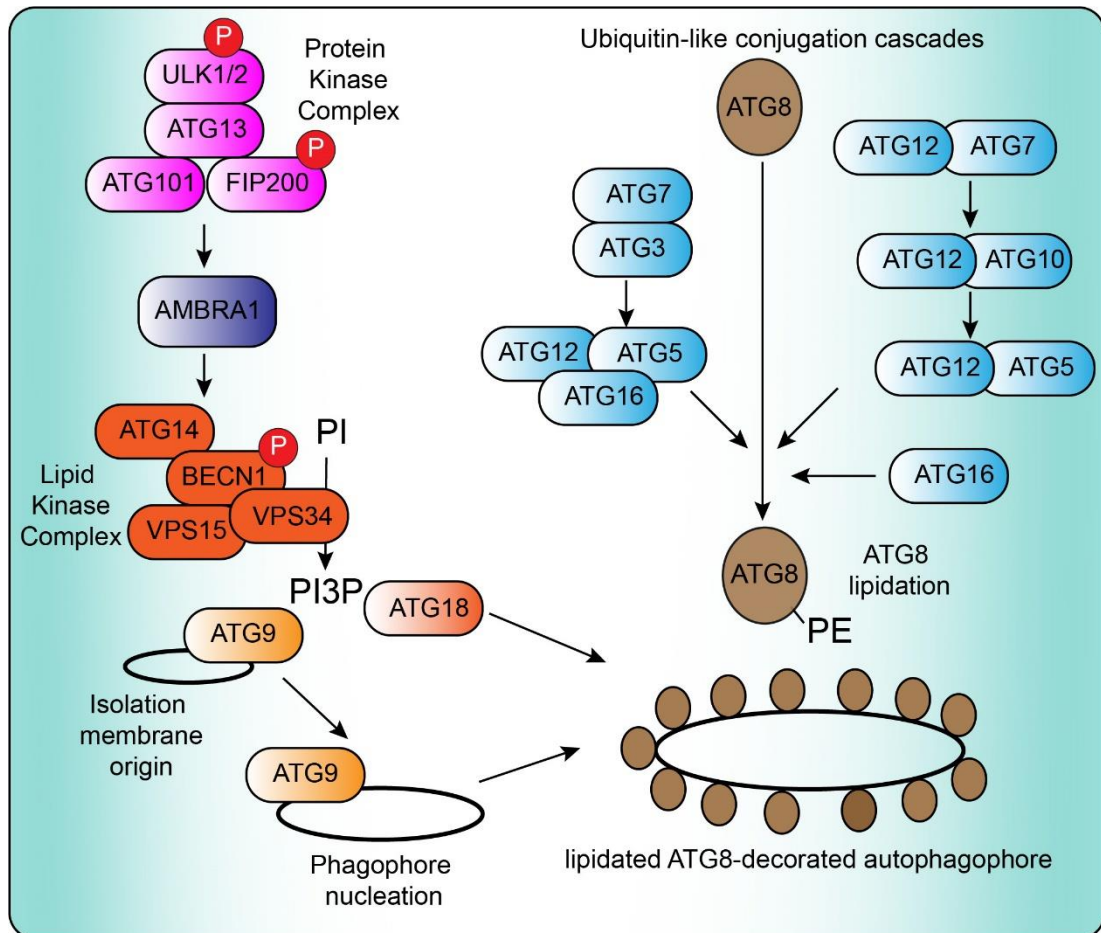 P
ULK1/2
ATG13
ATG101
FIP200
P
Protein
Kinase
Complex
AMBRA1
ATG14
BECN1
P
VPS15
VPS34
Lipid
Kinase
Complex
PI
PI3P
ATG18
ATG9
Isolation
membrane
origin
ATG9
Phagophore
nucleation
Ubiquitin-like conjugation cascades
ATG8
ATG7
ATG3
ATG12
ATG5
ATG16
ATG12
ATG7
ATG12
ATG10
ATG12
ATG5
ATG16
ATG8
PE
ATG8
lipidation
lipidated ATG8-decorated autophagophore